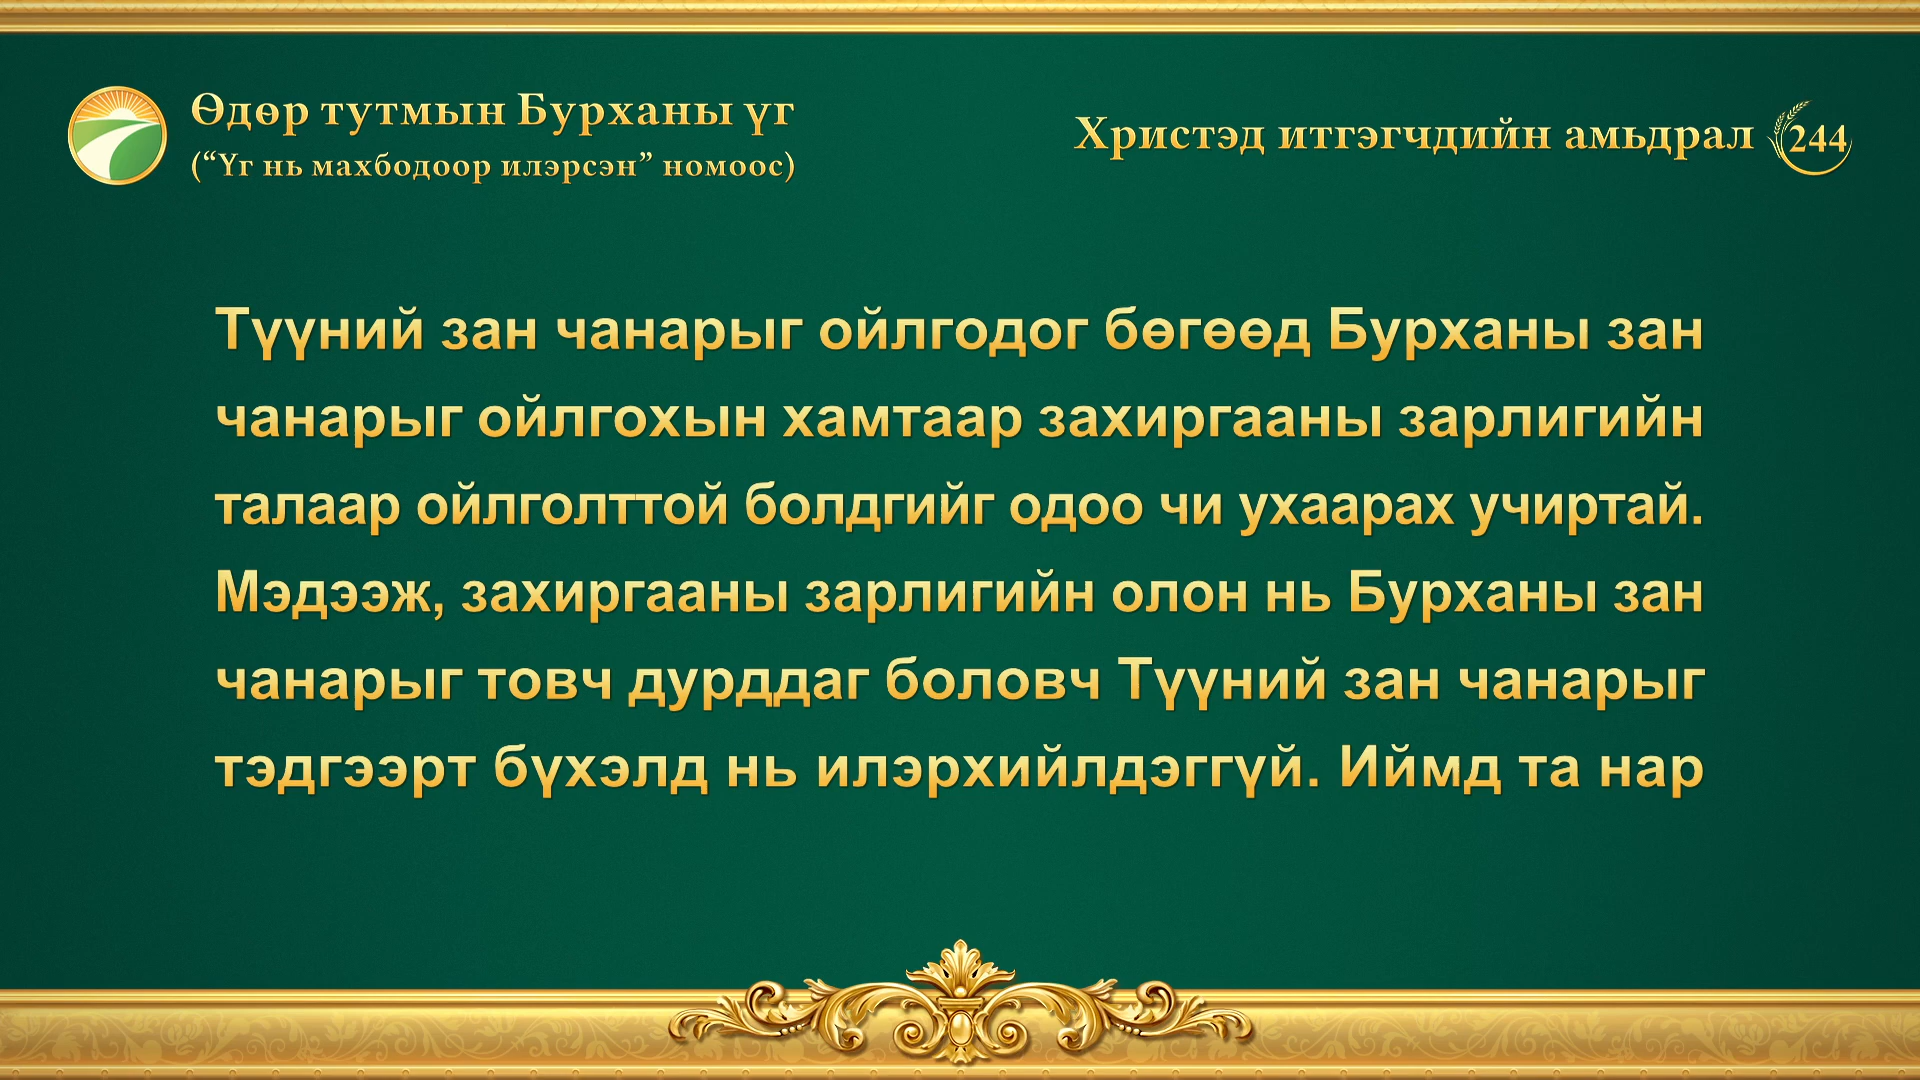 Өдөр тутмын Бурханы үг
(“Үг нь махбодоор илэрсэн” номоос)
Христэд итгэгчдийн амьдрал 244
Түүний зан чанарыг ойлгодог бөгөөд Бурханы зан
чанарыг ойлгохын хамтаар захиргааны зарлигийн
талаар ойлголттой болдгийг одоо чи ухаарах учиртай.
Мэдээж, захиргааны зарлигийн олон нь Бурханы зан
чанарыг товч дурддаг боловч Түүний зан чанарыг
тэдгээрт бүхэлд нь илэрхийлдэггүй. Иймд та нар